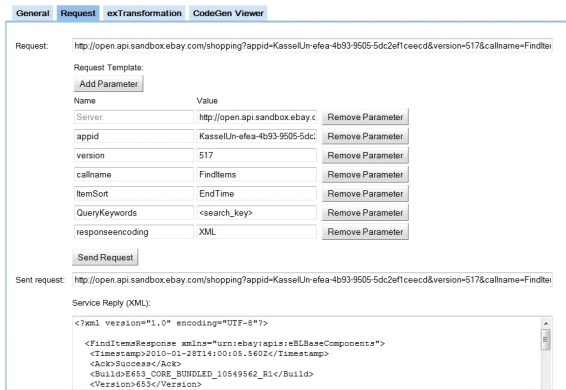 General Request exTransformation CodeGen Viewer
Request: http://open.api.sandbox.ebay.com/shopping?appid=KasselUn-efea-4b93-9505-5dc2ef1ceecd&version=517&callname=FindItei
Request Template:
Add Parameter
Name Value
Server: http://open.api.sandbox.ebay.c Remove Parameter
appid KasselUn-efea-4b93-9505-5dc: Remove Parameter
version 517 Remove Parameter
callname FindItems Remove Parameter
ItemSort EndTime Remove Parameter
QueryKeywords <search_key> Remove Parameter
responseencoding XML Remove Parameter
Send Request
Sent request: http://open.api.sandbox.ebay.com/shopping?appid=KasselUn-efea-4b93-9505-5dc2ef1ceecd&version=517&callname=FindItei
Service Reply (XML):
<?xml version="1.0" encoding="UTF-8"?>
<FindItemsResponse xmlns="urn:ebay:apis:eBLBaseComponents">
<Timestamp>2010-01-28T14:00:05.560Z</Timestamp>
<Ack>Success</Ack>
<Build>E653_CORE_BUNDLED_10549562_R1</Build>
<Version>653</Version>